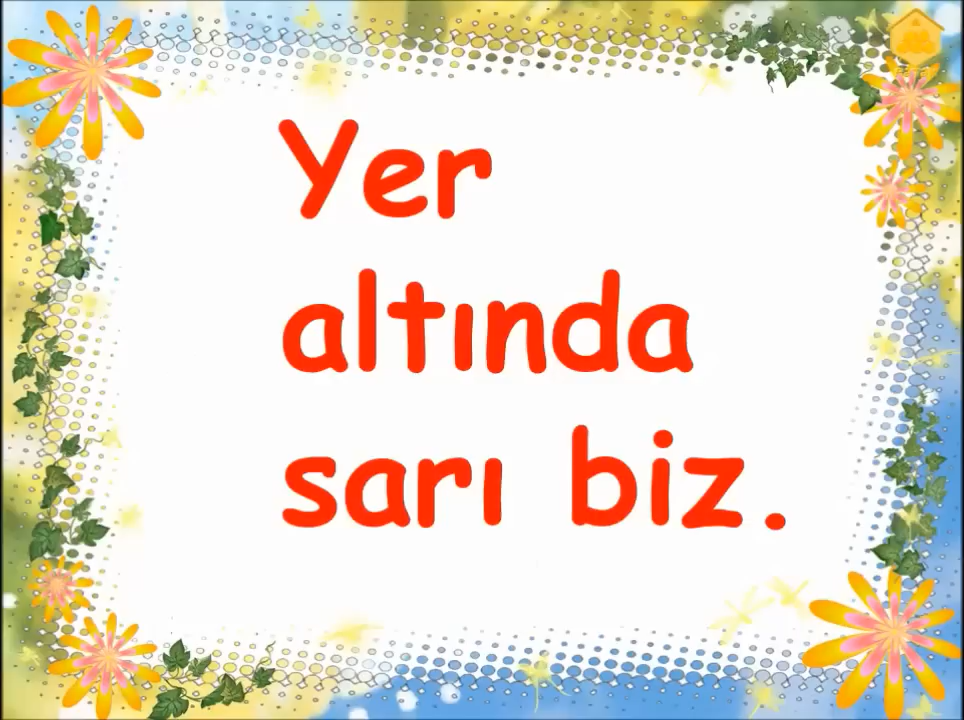 Yer
altında
sarı biz.